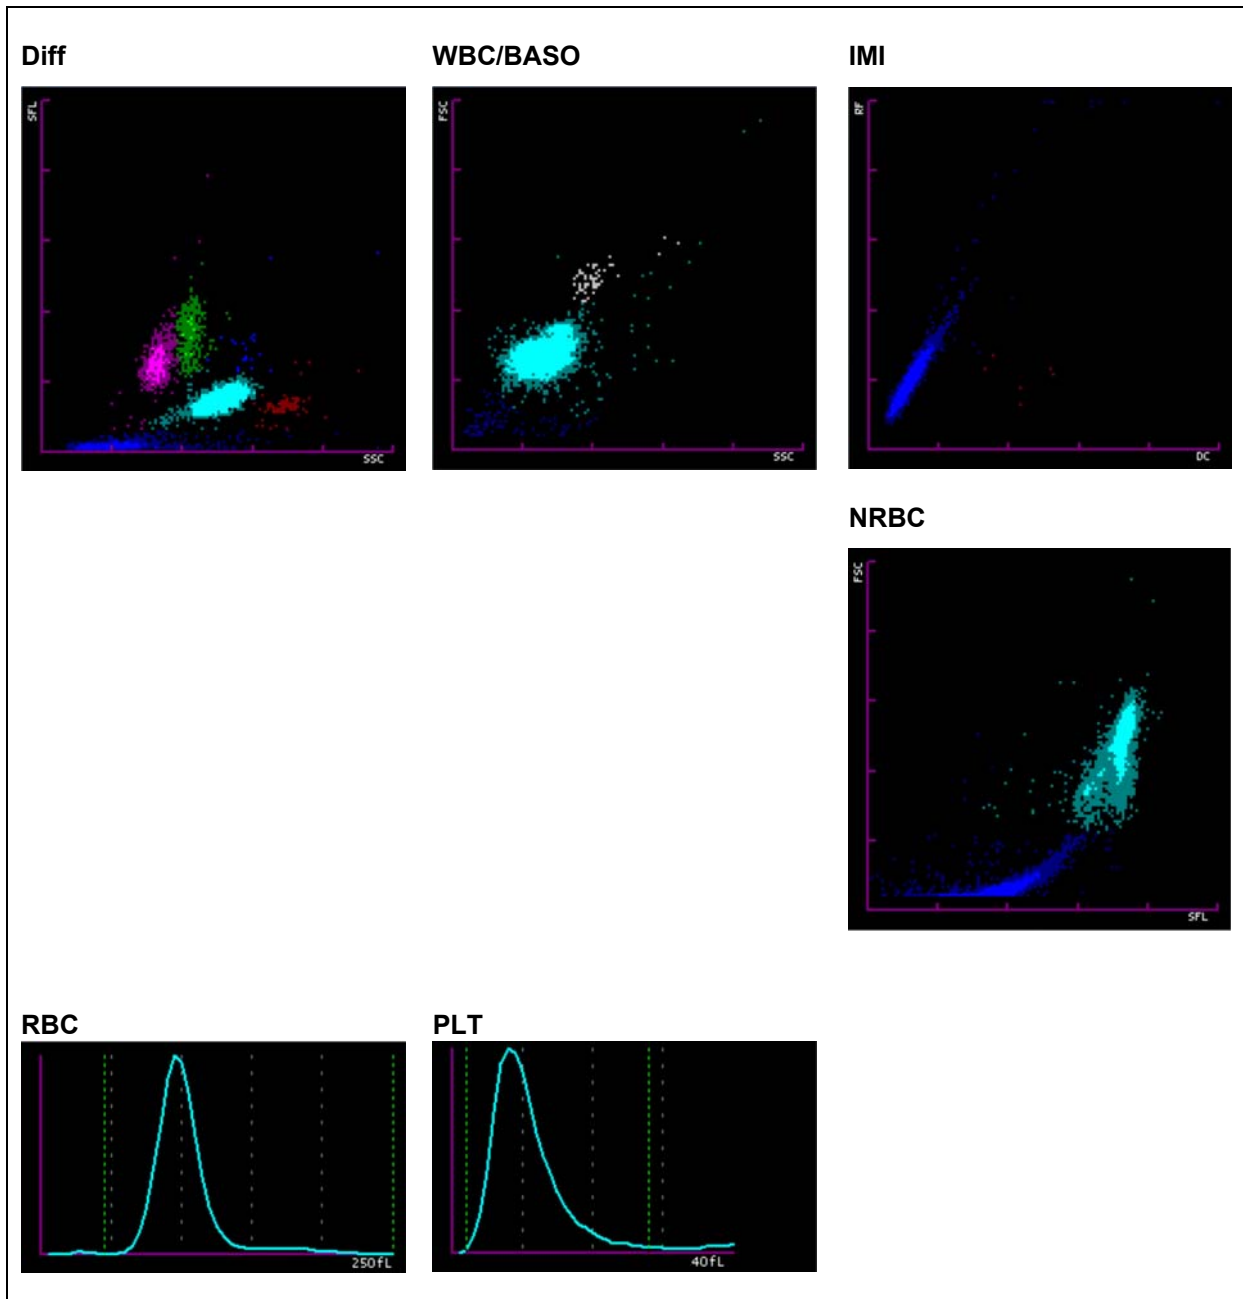 Diff WBC/BASO IMI
SFL FSC RF
SSC SSC DC
NRBC
FSC
SFL
RBC PLT
250fL 40fL